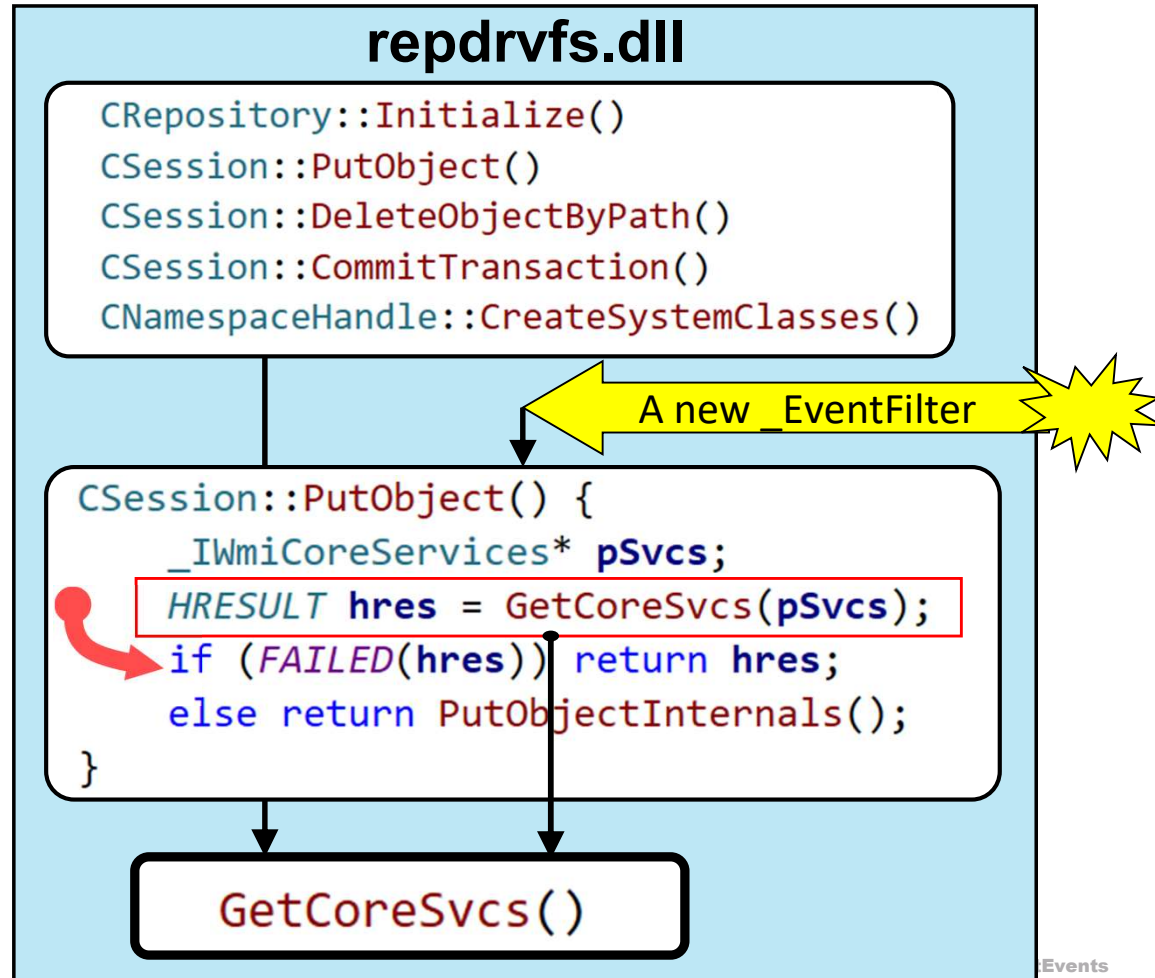 repdrvfs.dll
CRepository::Initialize()
CSession::PutObject()
CSession::DeleteObjectByPath()
CSession::CommitTransaction()
CNamespaceHandle::CreateSystemClasses()
A new _EventFilter
CSession::PutObject() {
_IWmiCoreServices* pSvcs;
HRESULT hres = GetCoreSvcs(pSvcs);
if (FAILED(hres)) return hres;
else return PutObjectInternals();
}
GetCoreSvcs()